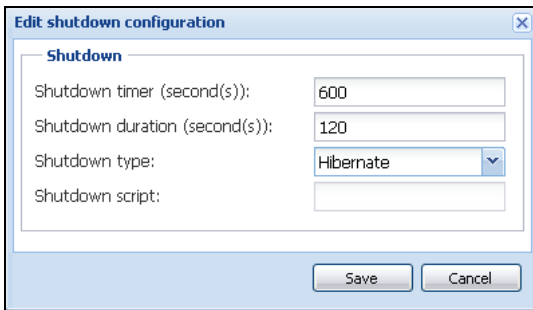 Edit shutdown configuration
Shutdown
Shutdown timer (second(s)): 600
Shutdown duration (second(s)): 120
Shutdown type: Hibernate
Shutdown script:
Save Cancel